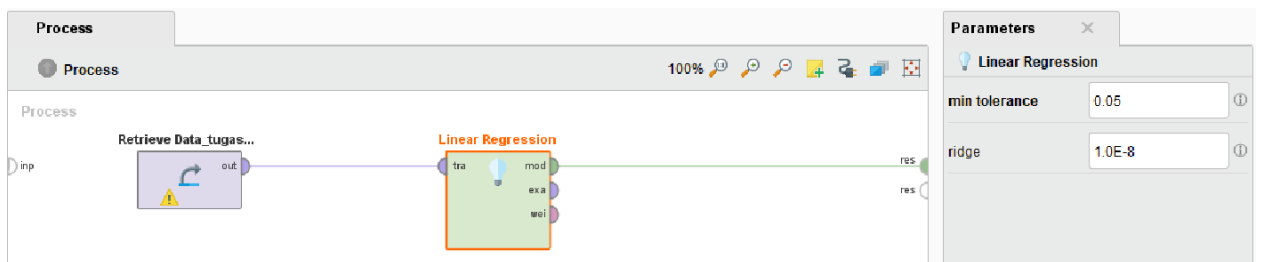 Process
Process
100%
Process
inp
Retrieve Data_tugas...
out
Linear Regression
tra
mod
exa
wei
res
res
Parameters
Linear Regression
min tolerance
0.05
ridge
1.0E-8